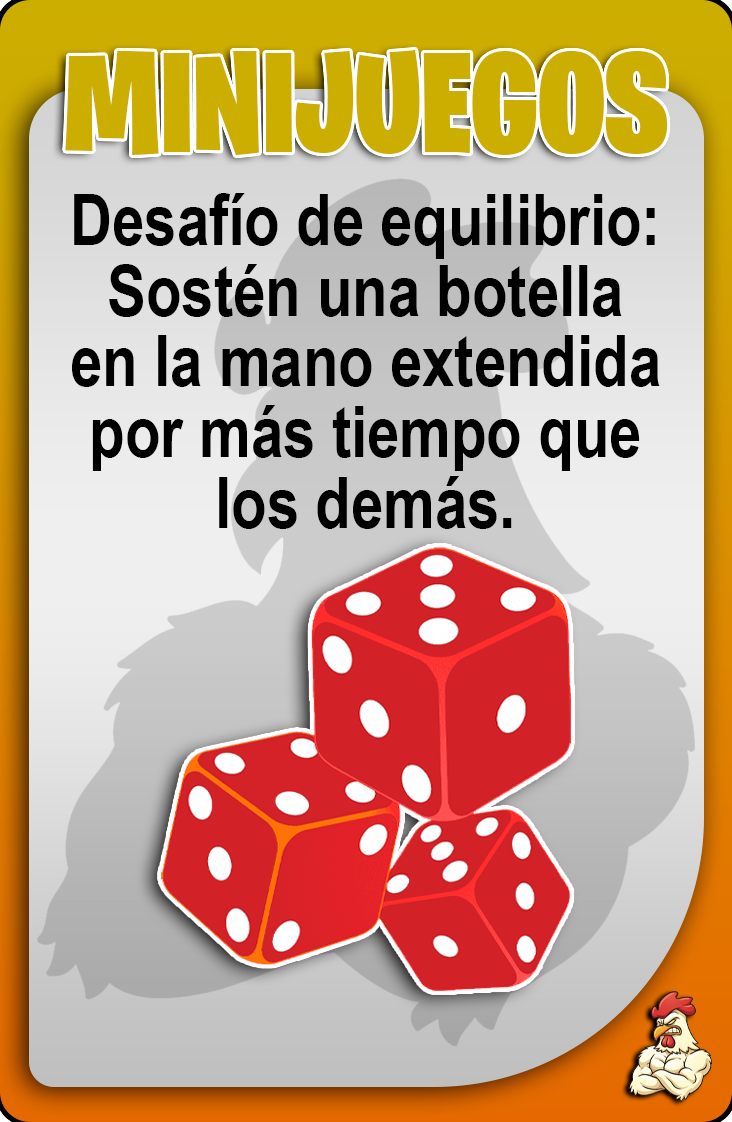 MINIJUEGOS
Desafío de equilibrio:
Sostén una botella
en la mano extendida
por más tiempo que
los demás.